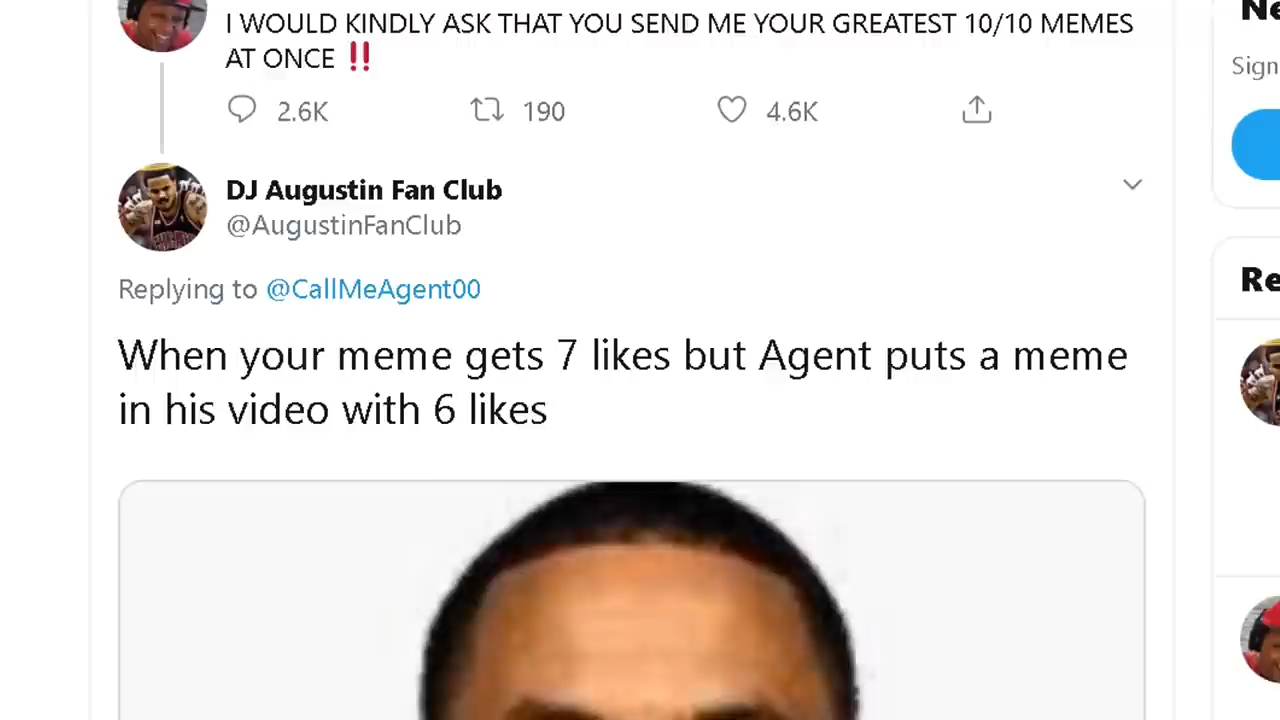 I WOULD KINDLY ASK THAT YOU SEND ME YOUR GREATEST 10/10 MEMES
AT ONCE ‼️
2.6K 190 4.6K
DJ Augustin Fan Club
@AugustinFanClub
Replying to @CallMeAgent00
When your meme gets 7 likes but Agent puts a meme
in his video with 6 likes
Ne
Sign
Re